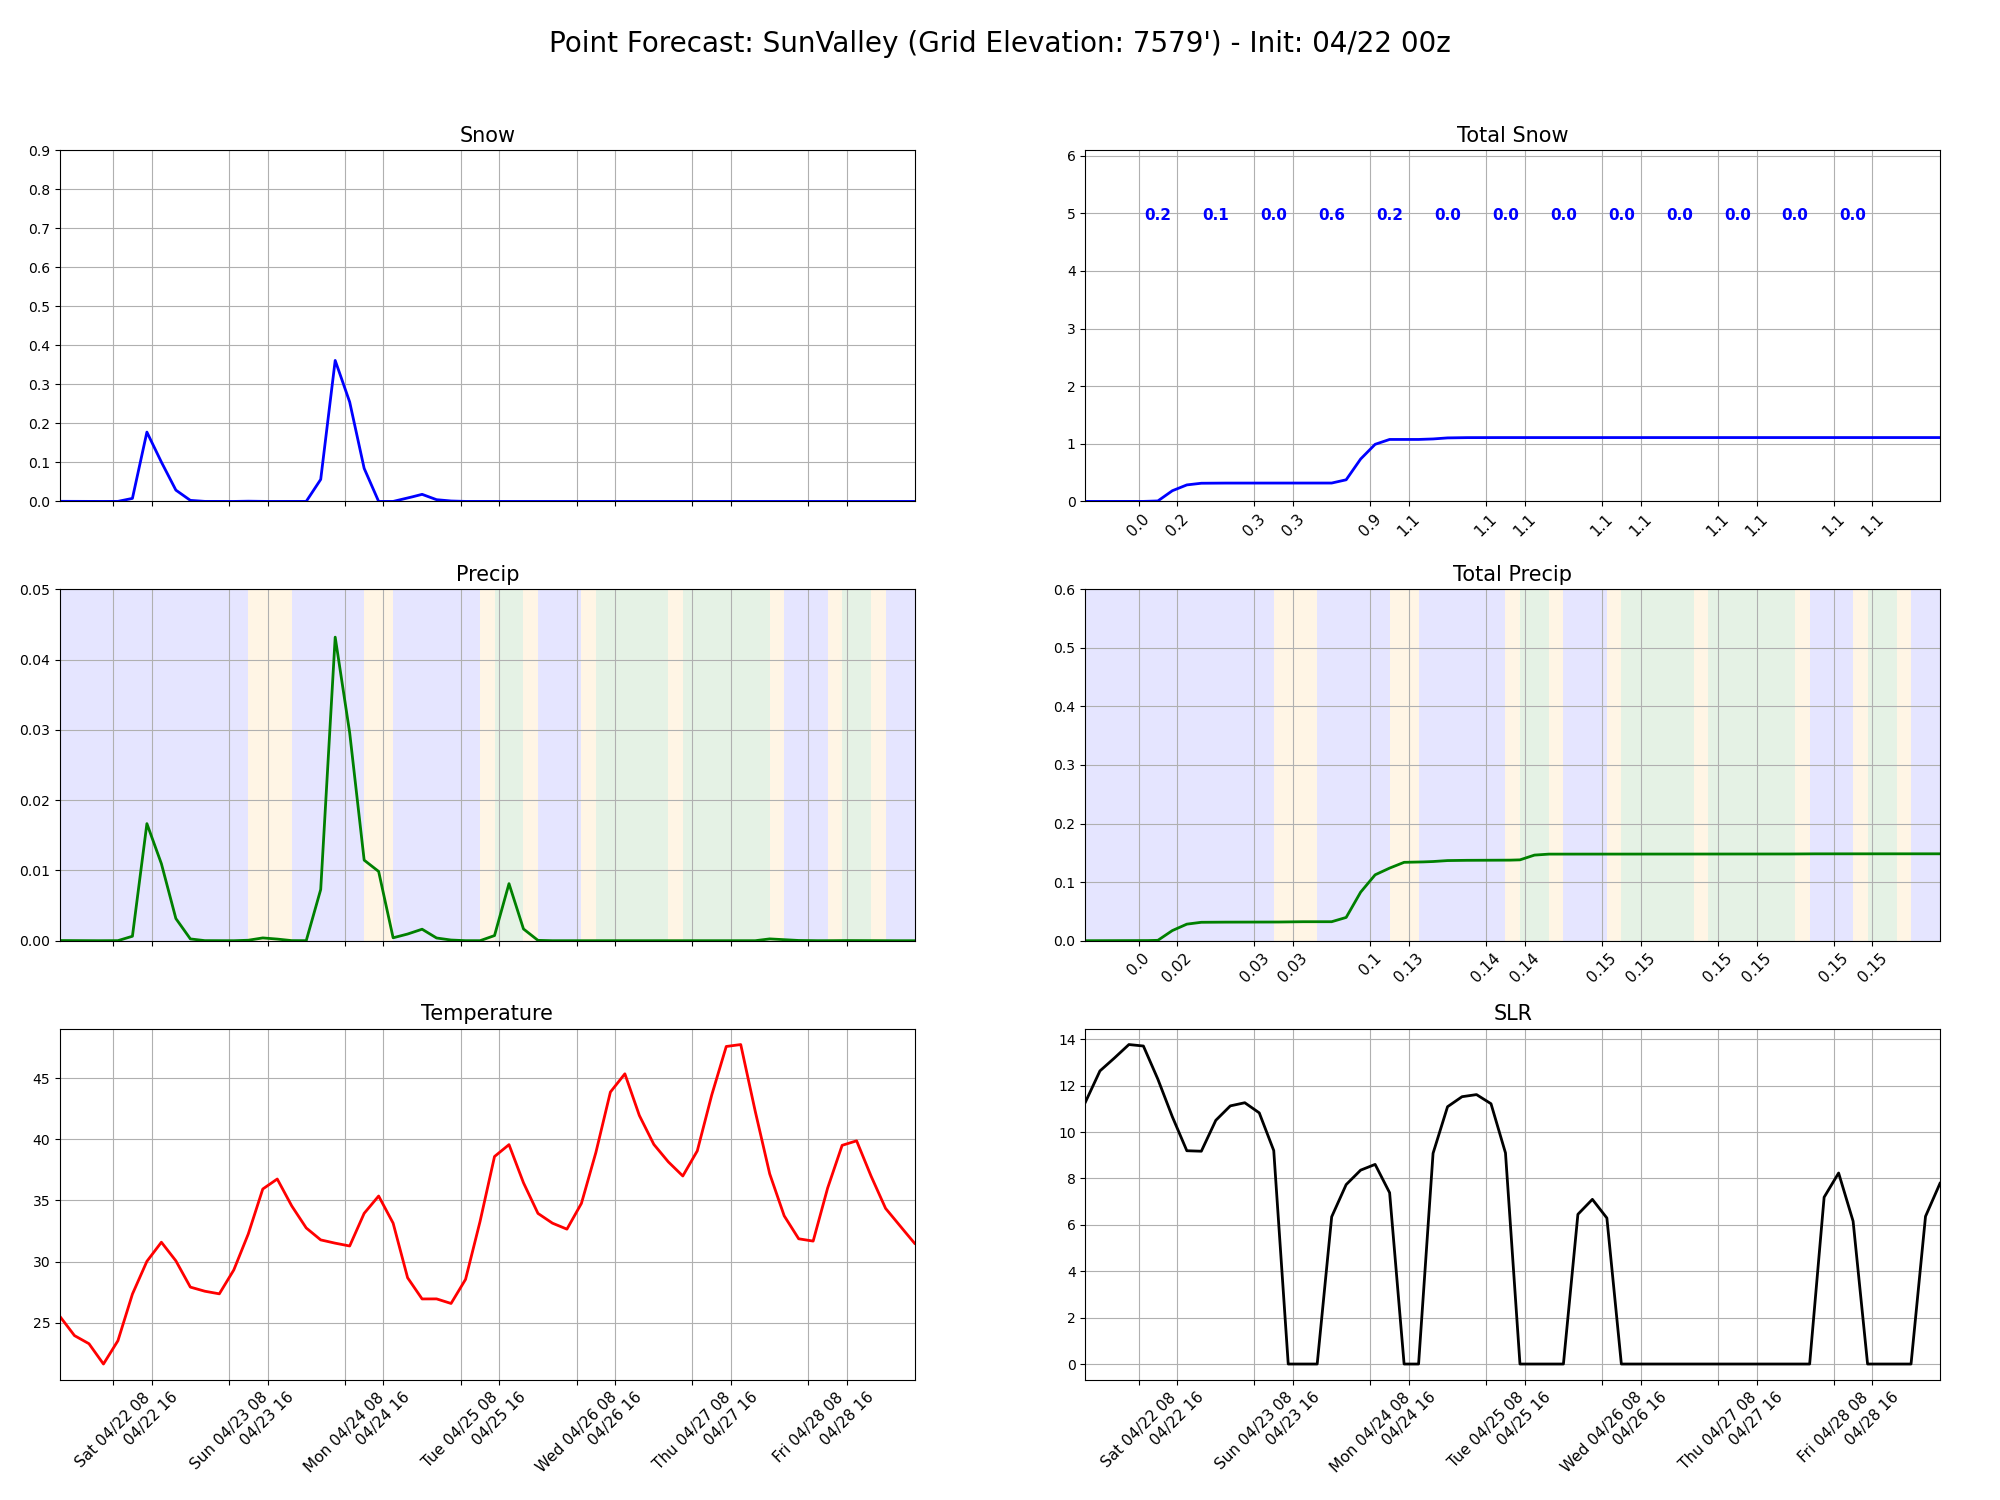 Point Forecast: SunValley (Grid Elevation: 7579') - Init: 04/22 00z
Snow
0.9
0.8
0.7
0.6
0.5
0.4
0.3
0.2
0.1
0.0
Total Snow
6
5
4
3
2
1
0
0.2 0.1 0.0 0.6 0.2 0.0 0.0 0.0 0.0 0.0 0.0 0.0 0.0
0.0 0.2 0.3 0.3 0.9 1.1 1.1 1.1 1.1 1.1 1.1 1.1 1.1 1.1
Precip
0.05
0.04
0.03
0.02
0.01
0.00
Total Precip
0.6
0.5
0.4
0.3
0.2
0.1
0.0
0.0 0.02 0.03 0.03 0.1 0.13 0.14 0.14 0.15 0.15 0.15 0.15 0.15 0.15
Temperature
45
40
35
30
25
Sat 04/22 08
04/22 16
Sun 04/23 08
04/23 16
Mon 04/24 08
04/24 16
Tue 04/25 08
04/25 16
Wed 04/26 08
04/26 16
Thu 04/27 08
04/27 16
Fri 04/28 08
04/28 16
SLR
14
12
10
8
6
4
2
0
Sat 04/22 08
04/22 16
Sun 04/23 08
04/23 16
Mon 04/24 08
04/24 16
Tue 04/25 08
04/25 16
Wed 04/26 08
04/26 16
Thu 04/27 08
04/27 16
Fri 04/28 08
04/28 16